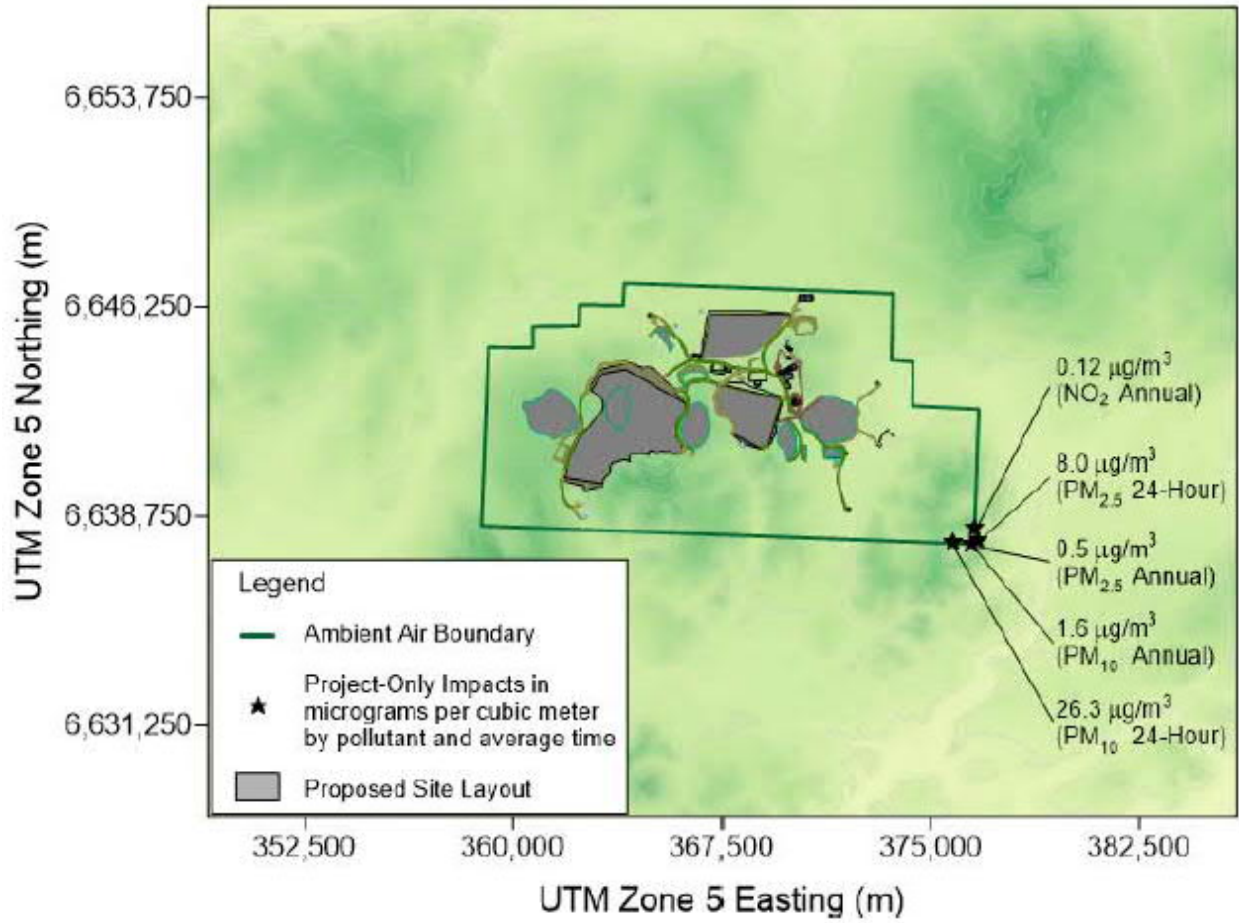 6,653,750
6,646,250
6,638,750
6,631,250
UTM Zone 5 Northing (m)
0.12 µg/m³
(NO₂ Annual)
8.0 µg/m³
(PM₂.₅ 24-Hour)
0.5 µg/m³
(PM₂.₅ Annual)
1.6 µg/m³
(PM₁₀ Annual)
26.3 µg/m³
(PM₁₀ 24-Hour)
Legend
Ambient Air Boundary
Project-Only Impacts in
micrograms per cubic meter
by pollutant and average time
Proposed Site Layout
352,500
360,000
367,500
375,000
382,500
UTM Zone 5 Easting (m)